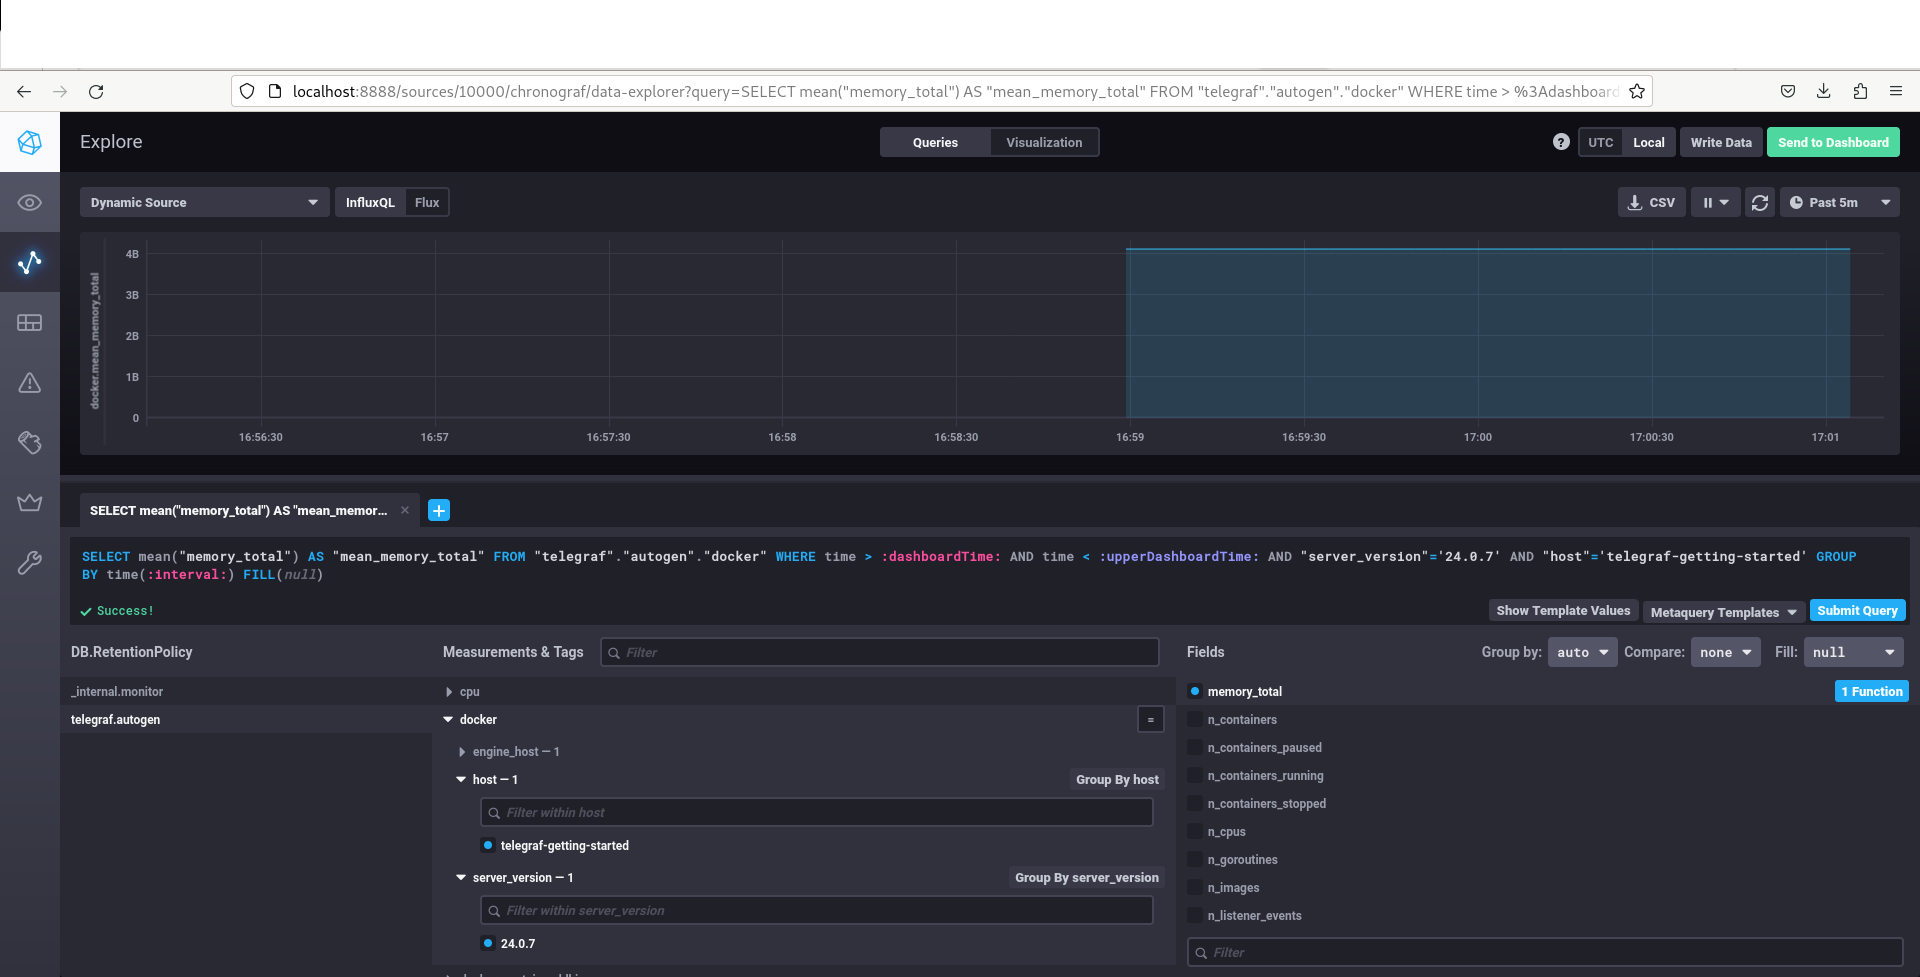 localhost:8888/sources/10000/chronograf/data-explorer?query=SELECT mean("memory_total") AS "mean_memory_total" FROM "telegraf"."autogen"."docker" WHERE time > %3Adashboard
Explore
Queries
Visualization
?
UTC
Local
Write Data
Send to Dashboard
Dynamic Source
InfluxQL
Flux
CSV
Past 5m
docker.mean_memory_total
4B
3B
2B
1B
0
16:56:30
16:57
16:57:30
16:58
16:58:30
16:59
16:59:30
17:00
17:00:30
17:01
SELECT mean("memory_total") AS "mean_memor...
SELECT mean("memory_total") AS "mean_memory_total" FROM "telegraf"."autogen"."docker" WHERE time > :dashboardTime: AND time < :upperDashboardTime: AND "server_version"='24.0.7' AND "host"='telegraf-getting-started' GROUP
BY time(:interval:) FILL(null)
Success!
Show Template Values
Metaquery Templates
Submit Query
DB.RetentionPolicy
_internal.monitor
telegraf.autogen
Measurements & Tags
Filter
cpu
docker
=
engine_host — 1
host — 1
Group By host
Filter within host
telegraf-getting-started
server_version — 1
Group By server_version
Filter within server_version
24.0.7
Fields
Group by:
auto
Compare:
none
Fill:
null
memory_total
1 Function
n_containers
n_containers_paused
n_containers_running
n_containers_stopped
n_cpus
n_goroutines
n_images
n_listener_events
Filter